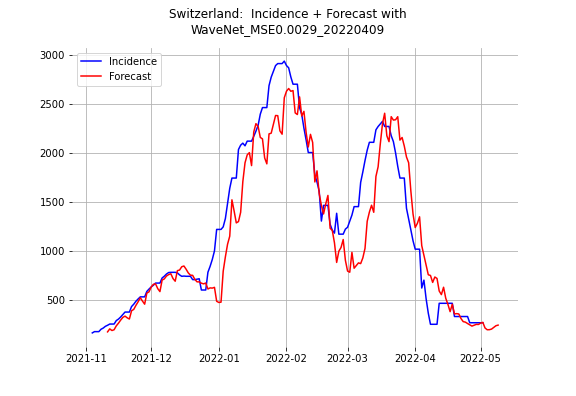 Switzerland:  Incidence + Forecast with
WaveNet_MSE0.0029_20220409
Incidence
Forecast
3000
2500
2000
1500
1000
500
2021-11 2021-12 2022-01 2022-02 2022-03 2022-04 2022-05